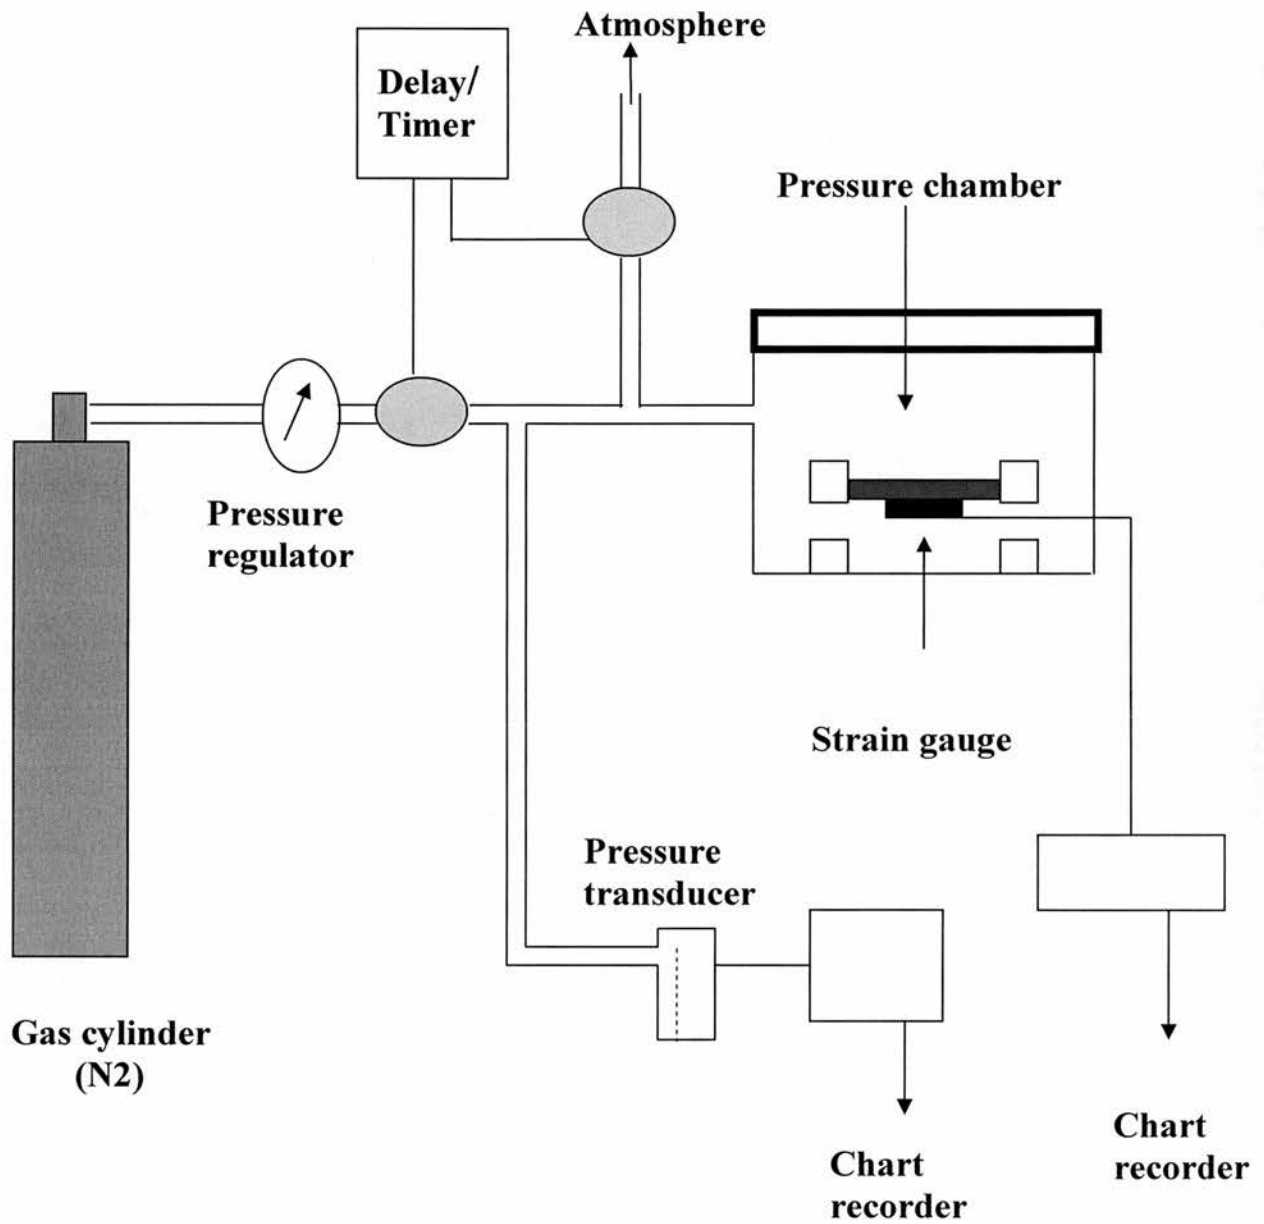 Atmosphere
Delay/
Timer
Pressure chamber
Pressure
regulator
Strain gauge
Pressure
transducer
Gas cylinder
(N2)
Chart
recorder
Chart
recorder